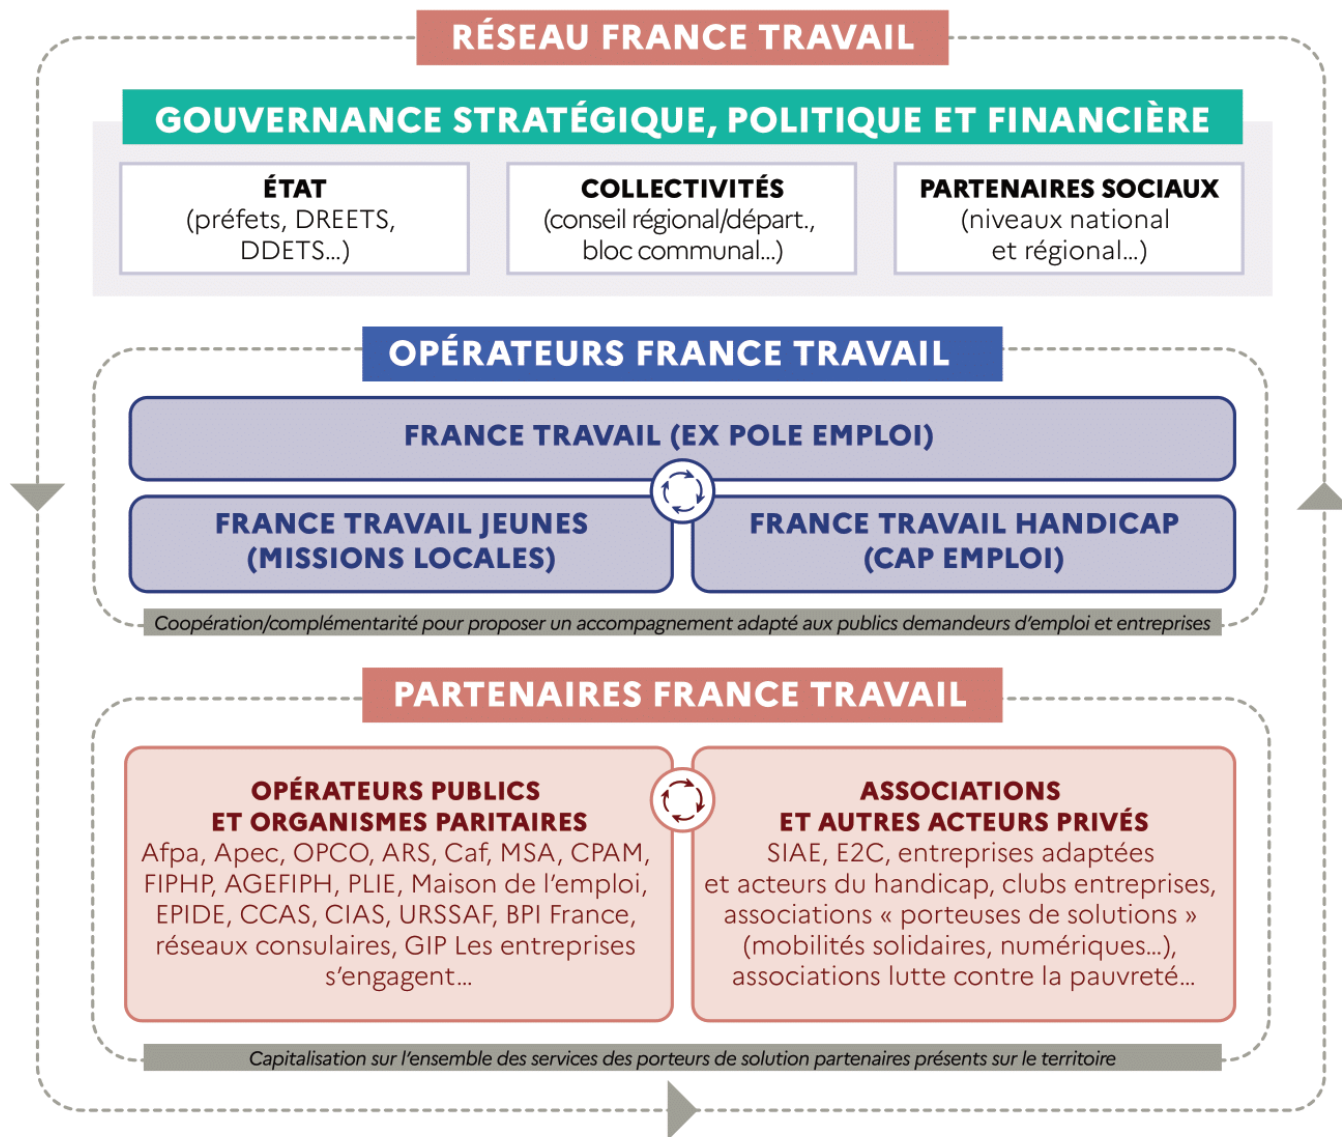 RÉSEAU FRANCE TRAVAIL
GOUVERNANCE STRATÉGIQUE, POLITIQUE ET FINANCIÈRE
ÉTAT
(préfets, DREETS,
DDETS...)
COLLECTIVITÉS
(conseil régional/départ.,
bloc communal...)
PARTENAIRES SOCIAUX
(niveaux national
et régional...)
OPÉRATEURS FRANCE TRAVAIL
FRANCE TRAVAIL (EX POLE EMPLOI)
FRANCE TRAVAIL JEUNES
(MISSIONS LOCALES)
FRANCE TRAVAIL HANDICAP
(CAP EMPLOI)
Coopération/complémentarité pour proposer un accompagnement adapté aux publics demandeurs d'emploi et entreprises
PARTENAIRES FRANCE TRAVAIL
OPÉRATEURS PUBLICS
ET ORGANISMES PARITAIRES
Afpa, Apec, OPCO, ARS, Caf, MSA, CPAM,
FIPHP, AGEFIPH, PLIE, Maison de l'emploi,
EPIDE, CCAS, CIAS, URSSAF, BPI France,
réseaux consulaires, GIP Les entreprises
s'engagent...
ASSOCIATIONS
ET AUTRES ACTEURS PRIVÉS
SIAE, E2C, entreprises adaptées
et acteurs du handicap, clubs entreprises,
associations « porteuses de solutions »
(mobilités solidaires, numériques...),
associations lutte contre la pauvreté...
Capitalisation sur l'ensemble des services des porteurs de solution partenaires présents sur le territoire